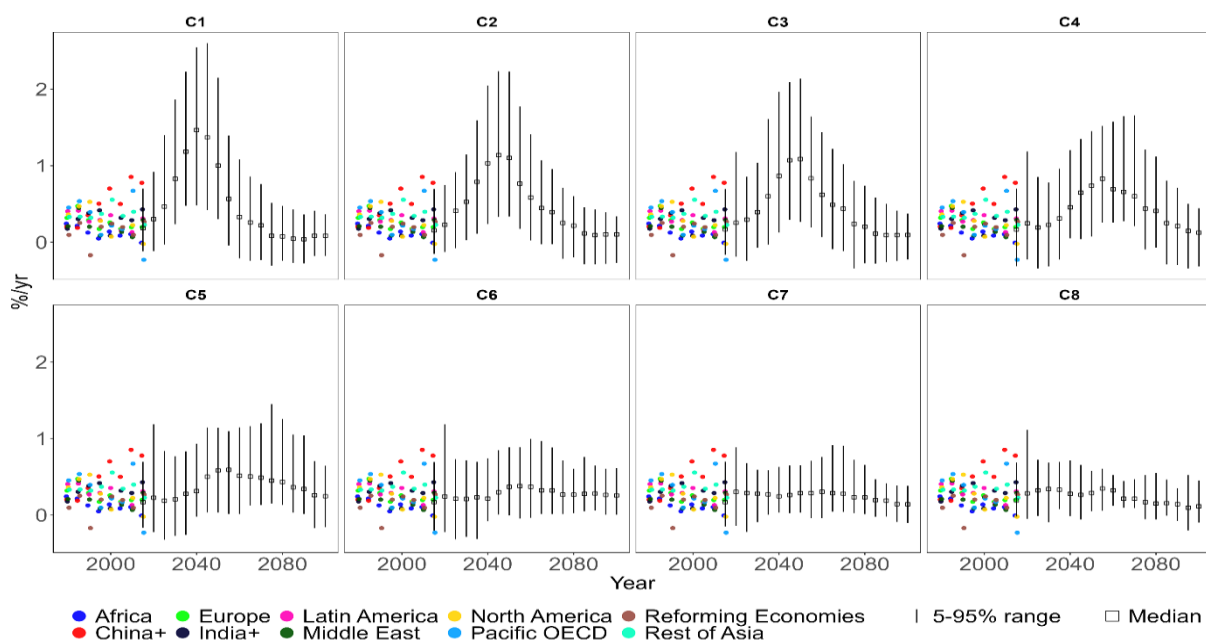 C1 C2 C3 C4
2
1
0
%/yr
C5 C6 C7 C8
2
1
0
2000 2040 2080 2000 2040 2080 2000 2040 2080 2000 2040 2080
Year
Africa Europe Latin America North America Reforming Economies 5-95% range Median
China+ India+ Middle East Pacific OECD Rest of Asia